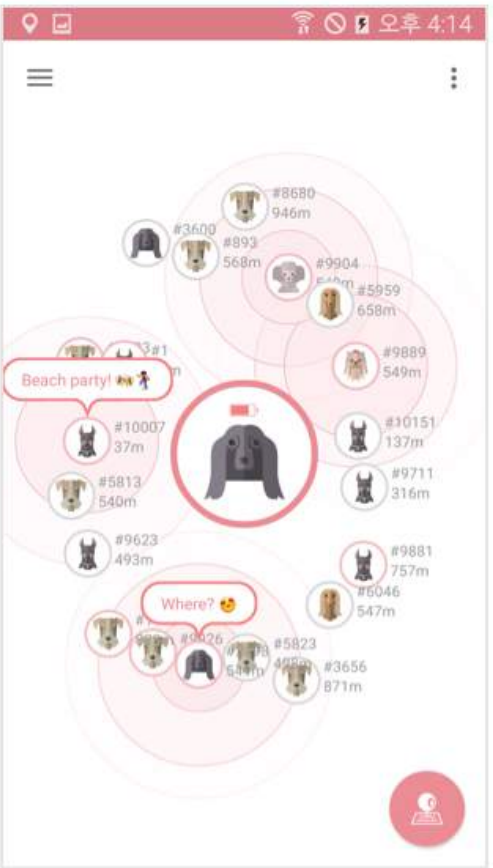 오후 4:14
#8680
946m
#3600
#893
568m
#9904
#5959
658m
#9889
549m
Beach party!
#10007
37m
#10151
137m
#5813
540m
#9711
316m
#9623
493m
#9881
757m
#6046
547m
Where?
#5823
#3656
871m